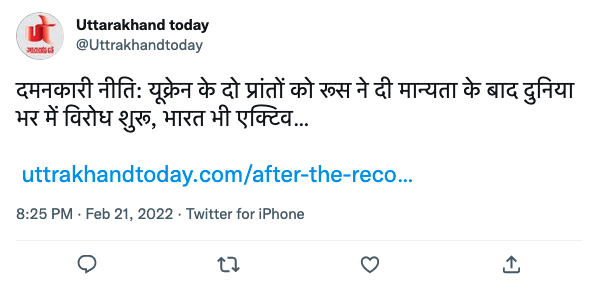 Uttarakhand today
@Uttrakhandtoday
दमनकारी नीति: यूक्रेन के दो प्रांतों को रूस ने दी मान्यता के बाद दुनिया
भर में विरोध शुरू, भारत भी एक्टिव...
uttrakhandtoday.com/after-the-reco...
8:25 PM · Feb 21, 2022 · Twitter for iPhone